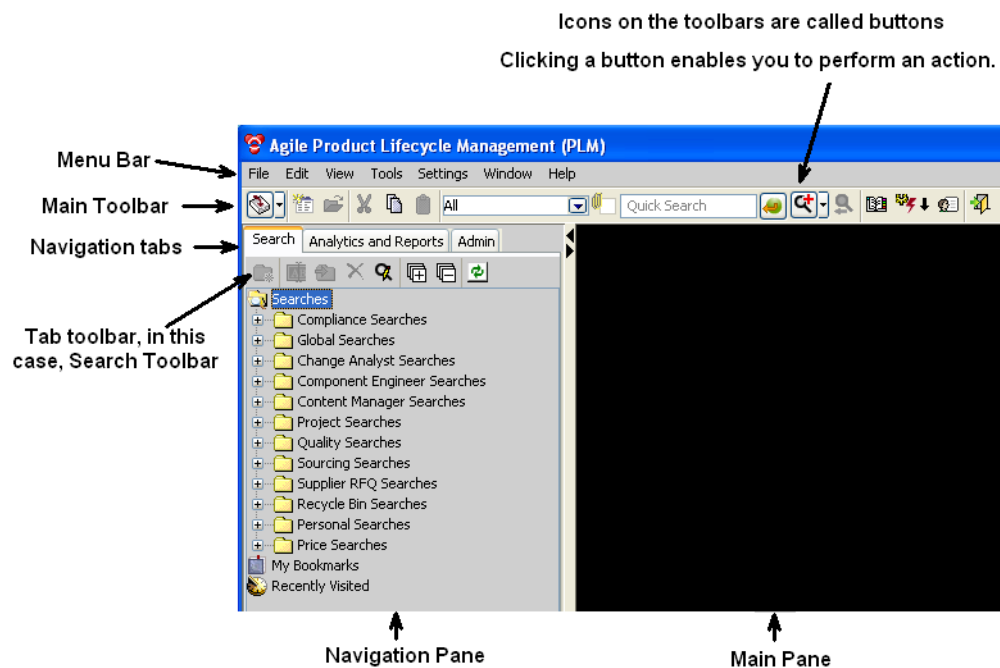 Icons on the toolbars are called buttons
Clicking a button enables you to perform an action.
Agile Product Lifecycle Management (PLM)
Menu Bar
File Edit View Tools Settings Window Help
Main Toolbar
All
Quick Search
Navigation tabs
Search Analytics and Reports Admin
Tab toolbar, in this
case, Search Toolbar
Searches
Compliance Searches
Global Searches
Change Analyst Searches
Component Engineer Searches
Content Manager Searches
Project Searches
Quality Searches
Sourcing Searches
Supplier RFQ Searches
Recycle Bin Searches
Personal Searches
Price Searches
My Bookmarks
Recently Visited
Navigation Pane
Main Pane